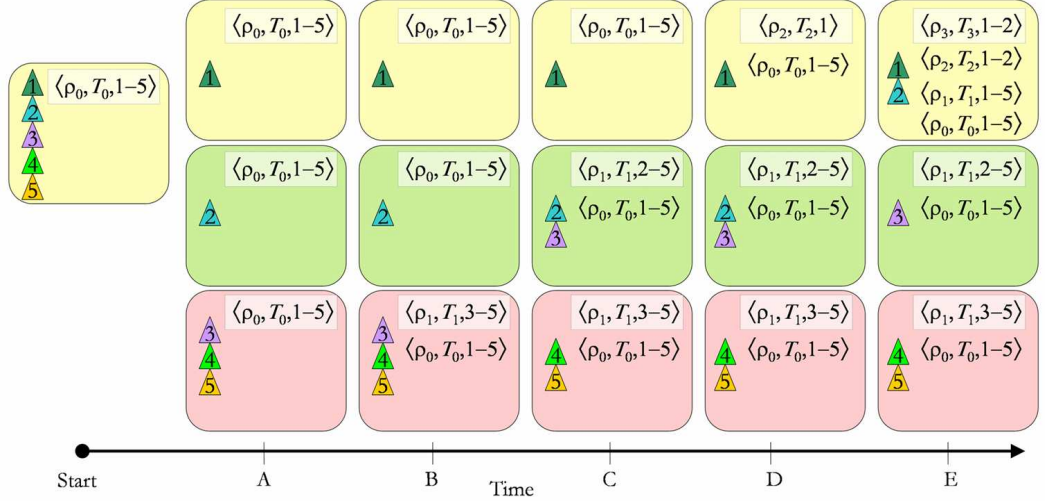 1 ⟨ρ₀, T₀,1−5⟩
2
3
4
5
⟨ρ₀, T₀,1−5⟩
1
⟨ρ₀, T₀,1−5⟩
1
⟨ρ₀, T₀,1−5⟩
1
⟨ρ₂, T₂,1⟩
1 ⟨ρ₀, T₀,1−5⟩
⟨ρ₃, T₃,1−2⟩
1 ⟨ρ₂, T₂,1−2⟩
2 ⟨ρ₁, T₁,1−5⟩
⟨ρ₀, T₀,1−5⟩
⟨ρ₀, T₀,1−5⟩
2
⟨ρ₀, T₀,1−5⟩
2
⟨ρ₁, T₁,2−5⟩
2 ⟨ρ₀, T₀,1−5⟩
3
⟨ρ₁, T₁,2−5⟩
2 ⟨ρ₀, T₀,1−5⟩
3
⟨ρ₁, T₁,2−5⟩
3 ⟨ρ₀, T₀,1−5⟩
⟨ρ₀, T₀,1−5⟩
3
4
5
⟨ρ₁, T₁,3−5⟩
3
4 ⟨ρ₀, T₀,1−5⟩
5
⟨ρ₁, T₁,3−5⟩
4 ⟨ρ₀, T₀,1−5⟩
5
⟨ρ₁, T₁,3−5⟩
4 ⟨ρ₀, T₀,1−5⟩
5
⟨ρ₁, T₁,3−5⟩
4 ⟨ρ₀, T₀,1−5⟩
5
Start A B C D E
Time